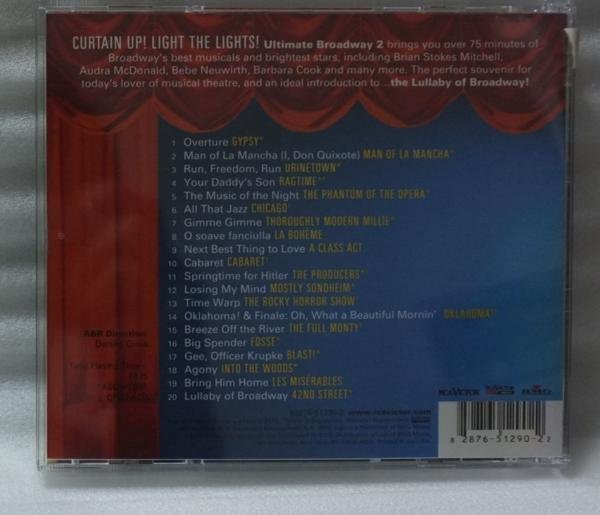 CURTAIN UP! LIGHT THE LIGHTS! Ultimate Broadway 2 brings you over 75 minutes of
Broadway's best musicals and brightest stars, including Brian Stokes Mitchell,
Audra McDonald, Bebe Neuwirth, Barbara Cook and many more. The perfect souvenir for
today's lover of musical theatre, and an ideal introduction to...the Lullaby of Broadway!
1 Overture GYPSY*
2 Man of La Mancha (I, Don Quixote) MAN OF LA MANCHA*
3 Run, Freedom, Run URINETOWN*
4 Your Daddy's Son RAGTIME*
5 The Music of the Night THE PHANTOM OF THE OPERA*
6 All That Jazz CHICAGO
7 Gimme Gimme THOROUGHLY MODERN MILLIE*
8 O soave fanciulla LA BOHÈME
9 Next Best Thing to Love A CLASS ACT
10 Cabaret CABARET
11 Springtime for Hitler THE PRODUCERS
12 Losing My Mind MOSTLY SONDHEIM*
13 Time Warp THE ROCKY HORROR SHOW
14 Oklahoma! & Finale: Oh, What a Beautiful Mornin' OKLAHOMA!
15 Breeze Off the River THE FULL MONTY
16 Big Spender FOSSE*
17 Gee, Officer Krupke BLAST!*
18 Agony INTO THE WOODS*
19 Bring Him Home LES MISÉRABLES
20 Lullaby of Broadway 42ND STREET*
A&R Direction:
Total Playing Time:
RCA VICTOR BMG
www.rcavictor.com
8 2876-51290-2 2